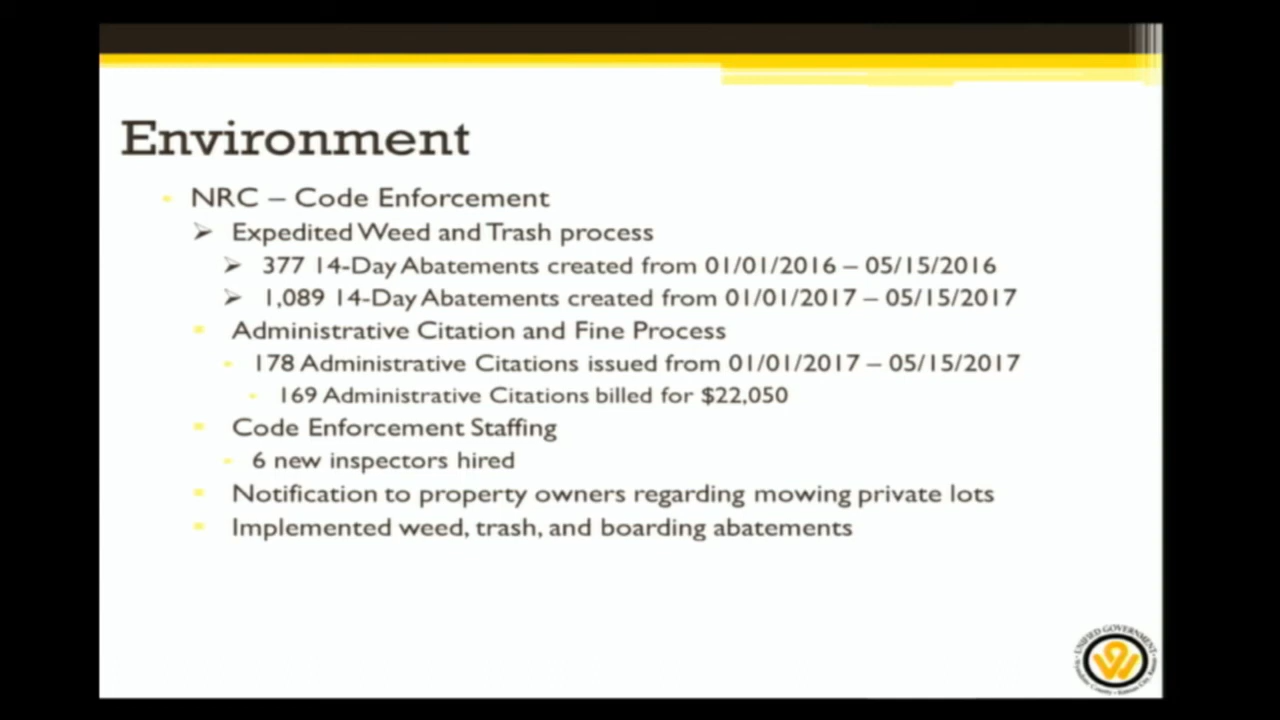 Environment
NRC – Code Enforcement
Expedited Weed and Trash process
377 14-Day Abatements created from 01/01/2016 – 05/15/2016
1,089 14-Day Abatements created from 01/01/2017 – 05/15/2017
Administrative Citation and Fine Process
178 Administrative Citations issued from 01/01/2017 – 05/15/2017
169 Administrative Citations billed for $22,050
Code Enforcement Staffing
6 new inspectors hired
Notification to property owners regarding mowing private lots
Implemented weed, trash, and boarding abatements
UNIFIED GOVERNMENT